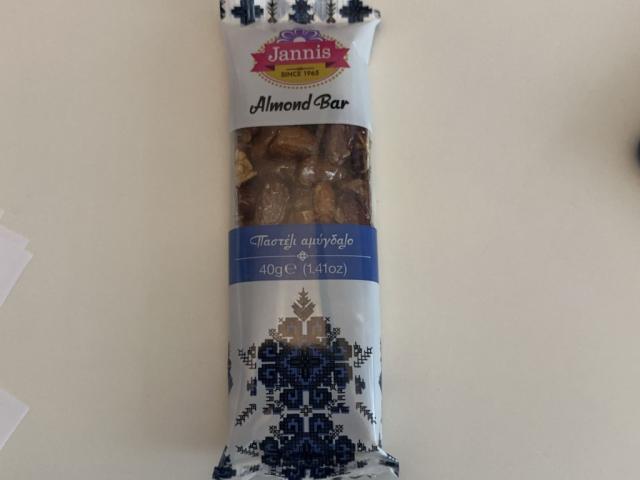 Jannis
SINCE 1965
Almond Bar
Παστέλι αμύγδαλο
40g℮ (1.41oz)